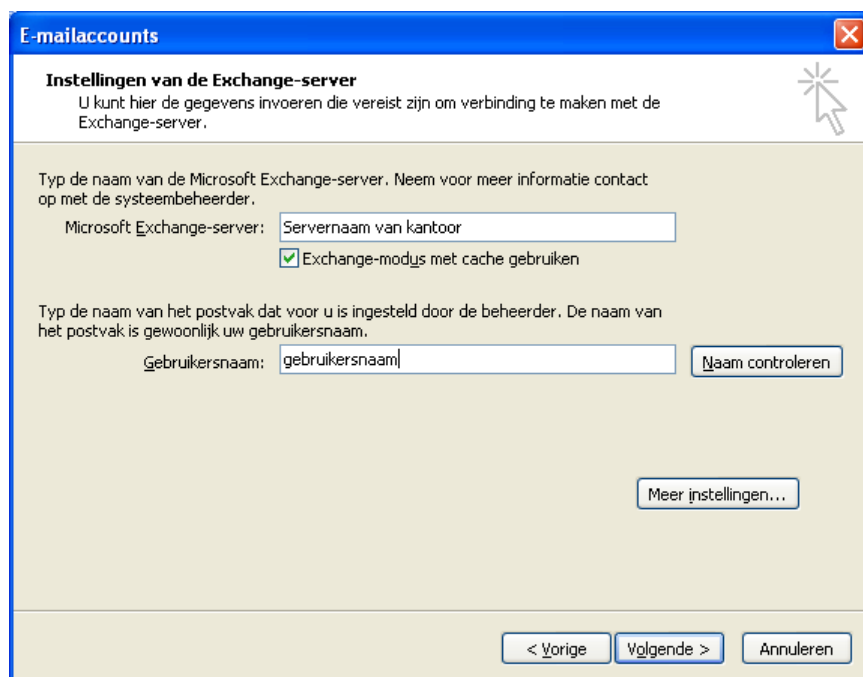 E-mailaccounts
Instellingen van de Exchange-server
U kunt hier de gegevens invoeren die vereist zijn om verbinding te maken met de
Exchange-server.
Typ de naam van de Microsoft Exchange-server. Neem voor meer informatie contact
op met de systeembeheerder.
Microsoft Exchange-server: Servernaam van kantoor
Exchange-modus met cache gebruiken
Typ de naam van het postvak dat voor u is ingesteld door de beheerder. De naam van
het postvak is gewoonlijk uw gebruikersnaam.
Gebruikersnaam: gebruikersnaam Naam controleren
Meer instellingen...
< Vorige Volgende > Annuleren